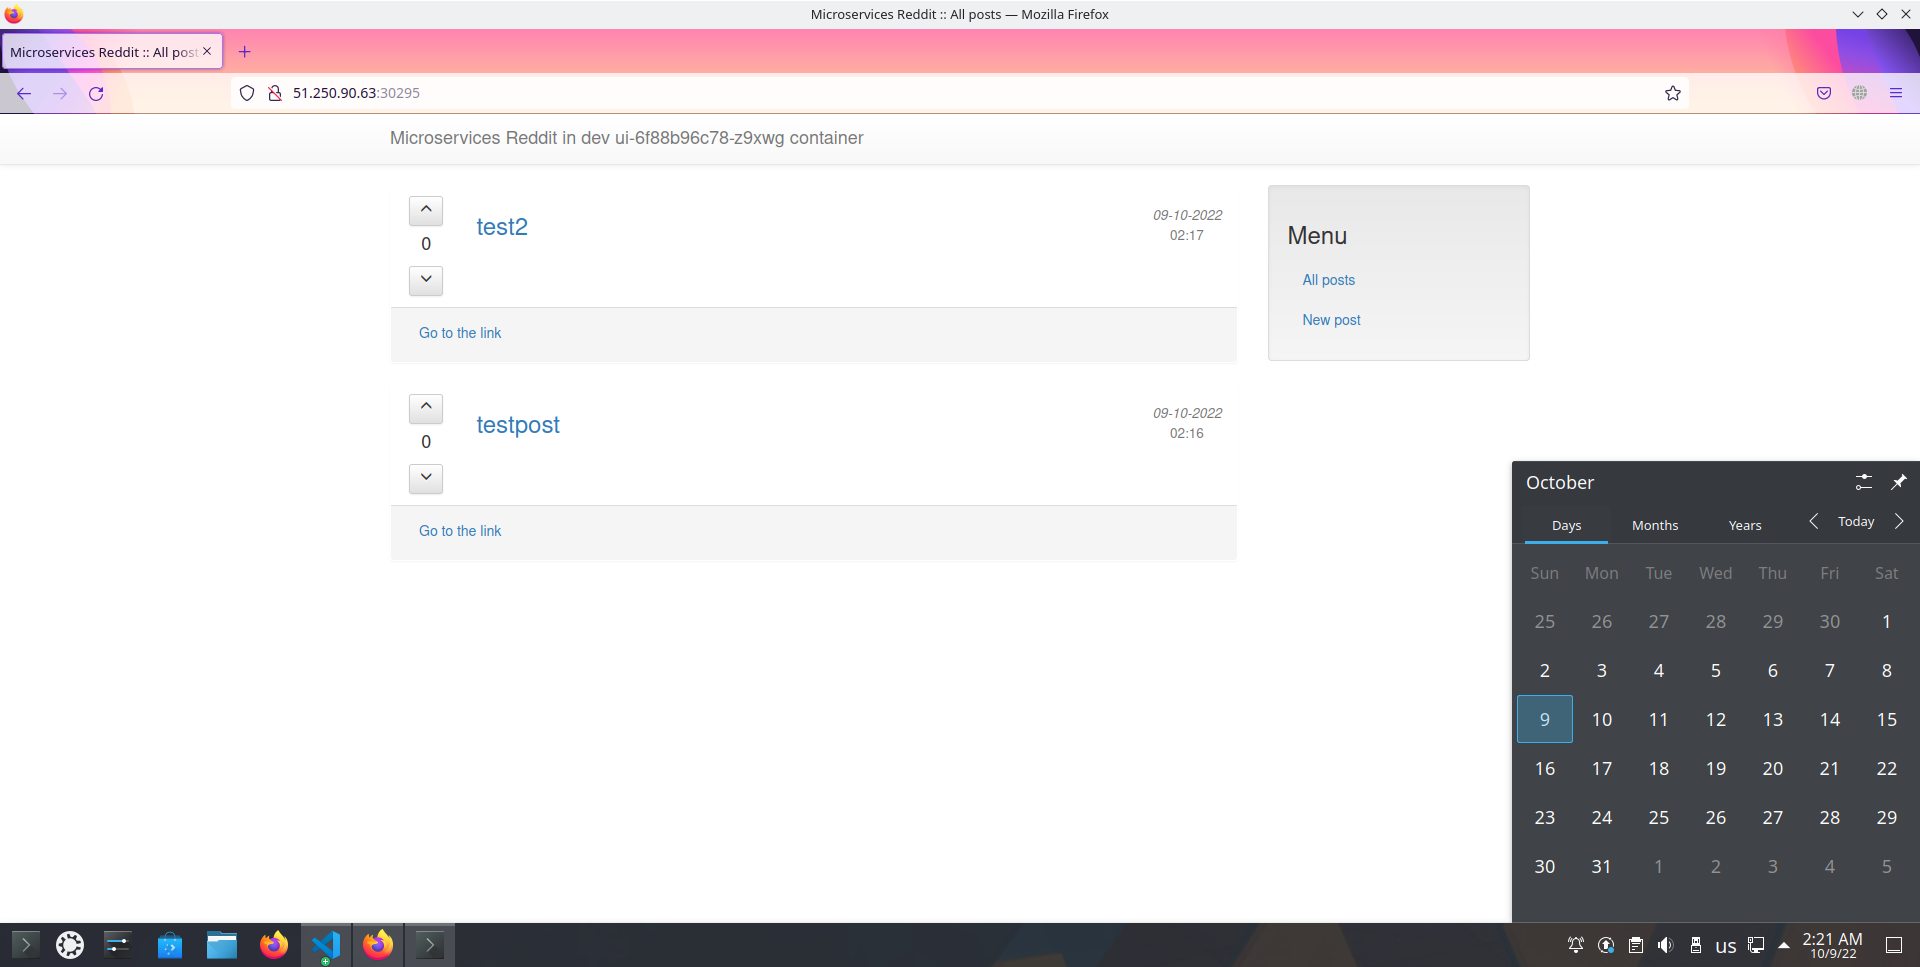 Microservices Reddit :: All posts — Mozilla Firefox
Microservices Reddit :: All post
51.250.90.63:30295
Microservices Reddit in dev ui-6f88b96c78-z9xwg container
0
test2
09-10-2022
02:17
Go to the link
0
testpost
09-10-2022
02:16
Go to the link
Menu
All posts
New post
October
Days Months Years Today
Sun Mon Tue Wed Thu Fri Sat
25 26 27 28 29 30 1
2 3 4 5 6 7 8
9 10 11 12 13 14 15
16 17 18 19 20 21 22
23 24 25 26 27 28 29
30 31 1 2 3 4 5
us
2:21 AM
10/9/22